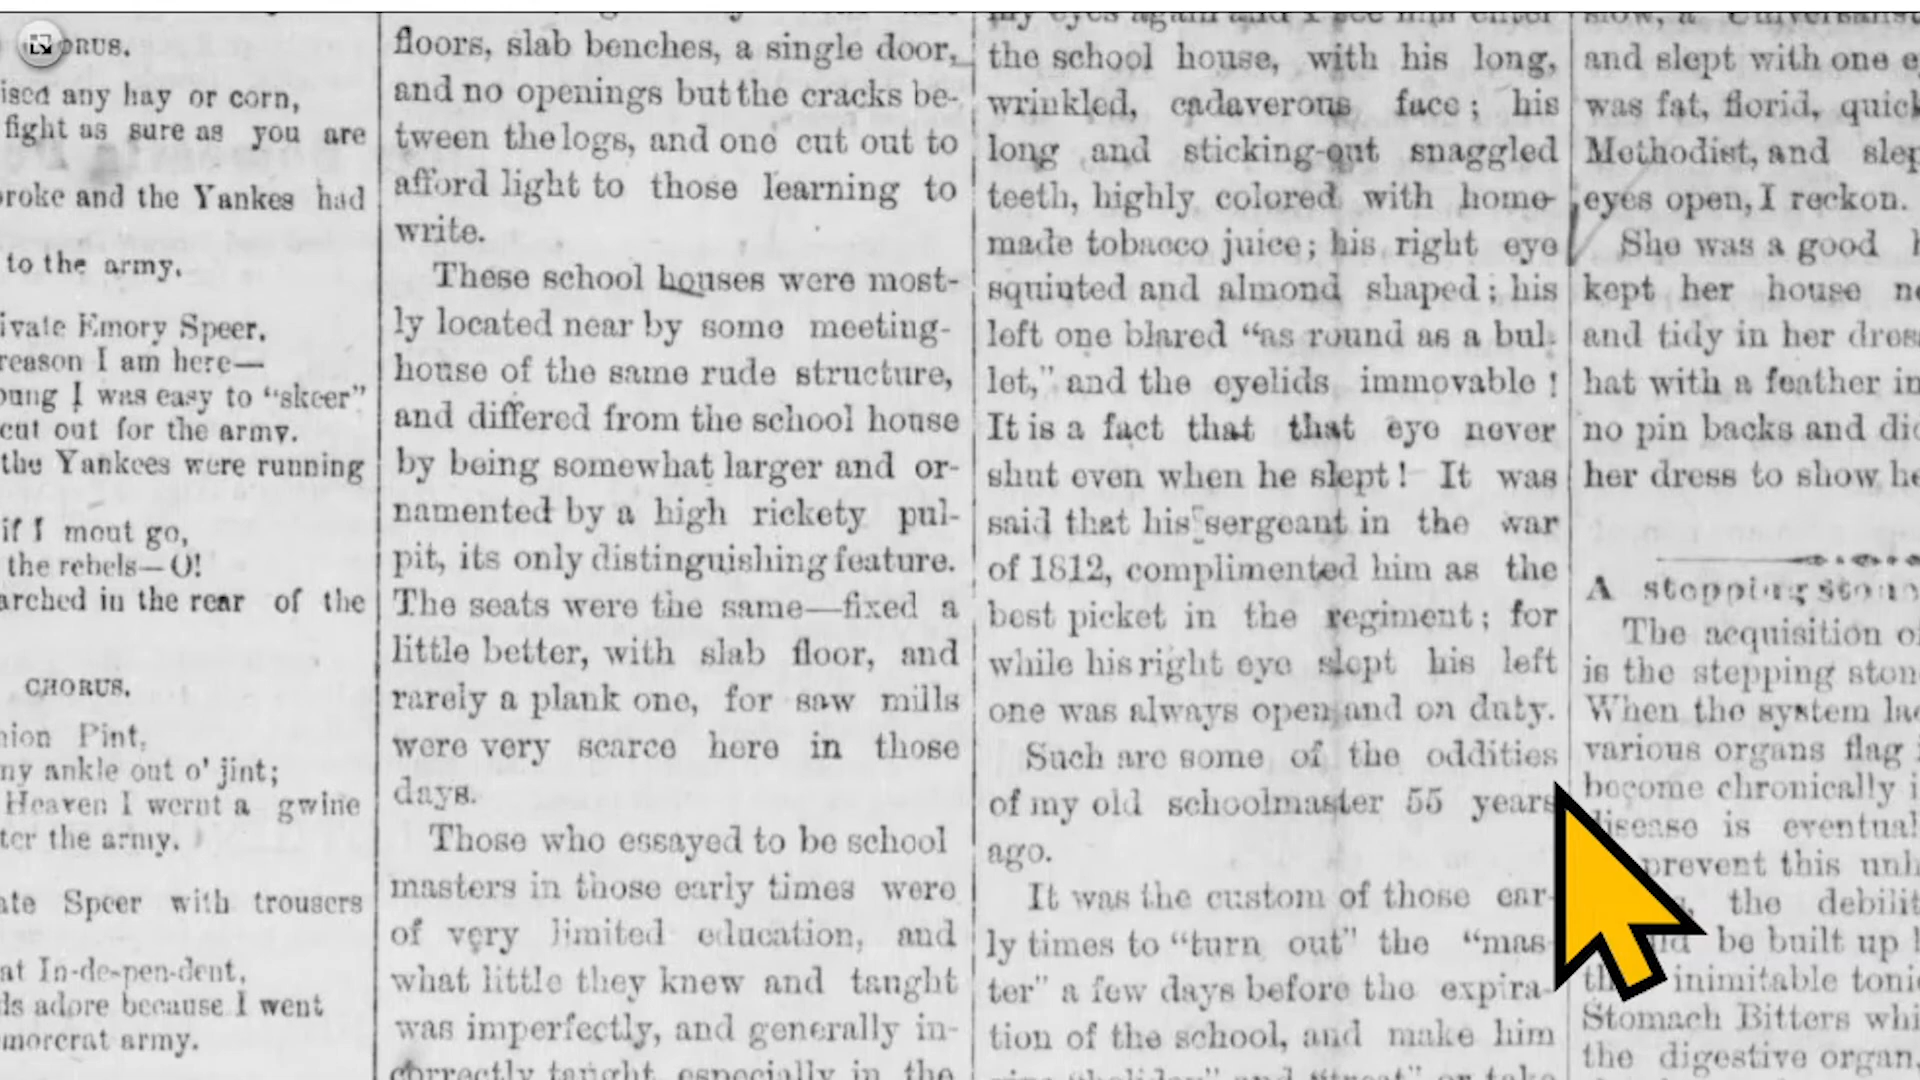 ORUS.
ised any hay or corn,
fight as sure as you are
broke and the Yankes had
to the army.
ivate Emory Speer.
reason I am here—
oung I was easy to "skeer"
cut out for the army.
the Yankees were running
if I mout go,
the rebels—O!
arched in the rear of the
CHORUS.
nion Pint,
ny ankle out o' jint;
Heaven I wernt a gwine
ter the army.
ate Speer with trousers
at In-de-pen-dent,
ds adore because I went
morcrat army.
floors, slab benches, a single door,
and no openings but the cracks be-
tween the logs, and one cut out to
afford light to those learning to
write.
These school houses were most-
ly located near by some meeting-
house of the same rude structure,
and differed from the school house
by being somewhat larger and or-
namented by a high rickety pul-
pit, its only distinguishing feature.
The seats were the same—fixed a
little better, with slab floor, and
rarely a plank one, for saw mills
were very scarce here in those
days.
Those who essayed to be school
masters in those early times were
of very limited education, and
what little they knew and taught
was imperfectly, and generally in-
correctly taught, especially in the
my eyes again and I see him enter
the school house, with his long,
wrinkled, cadaverous face; his
long and sticking-out snaggled
teeth, highly colored with home-
made tobacco juice; his right eye
squinted and almond shaped; his
left one blared "as round as a bul-
let," and the eyelids immovable!
It is a fact that that eye never
shut even when he slept! It was
said that his sergeant in the war
of 1812, complimented him as the
best picket in the regiment; for
while his right eye slept his left
one was always open and on duty.
Such are some of the oddities
of my old schoolmaster 55 years
ago.
It was the custom of those ear-
ly times to "turn out" the "mas-
ter" a few days before the expira-
tion of the school, and make him
give "holiday" and "treat" or take
slow, a Universalist
and slept with one e
was fat, florid, quick
Methodist, and slep
eyes open, I reckon.
She was a good h
kept her house ne
and tidy in her dress
hat with a feather in
no pin backs and did
her dress to show he
A stepping stone
The acquisition o
is the stepping ston
When the system lac
various organs flag i
become chronically i
disease is eventual
prevent this unh
the debilit
be built up b
inimitable tonic
Stomach Bitters whi
the digestive organ.